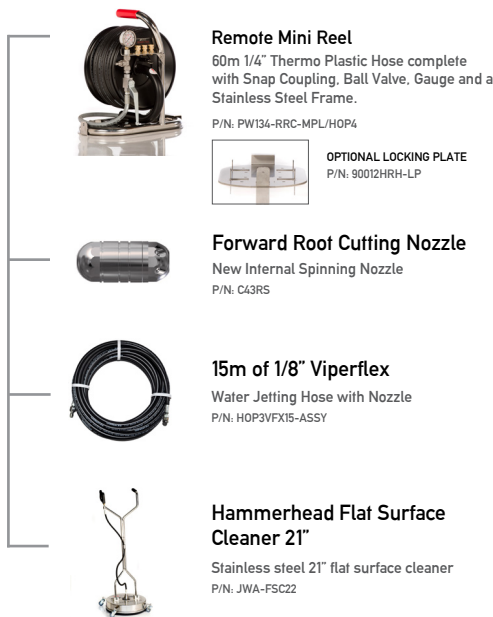 Remote Mini Reel
60m 1/4” Thermo Plastic Hose complete
with Snap Coupling, Ball Valve, Gauge and a
Stainless Steel Frame.
P/N: PW134-RRC-MPL/HOP4
OPTIONAL LOCKING PLATE
P/N: 90012HRH-LP
Forward Root Cutting Nozzle
New Internal Spinning Nozzle
P/N: C43RS
15m of 1/8” Viperflex
Water Jetting Hose with Nozzle
P/N: HOP3VFX15-ASSY
Hammerhead Flat Surface
Cleaner 21”
Stainless steel 21” flat surface cleaner
P/N: JWA-FSC22